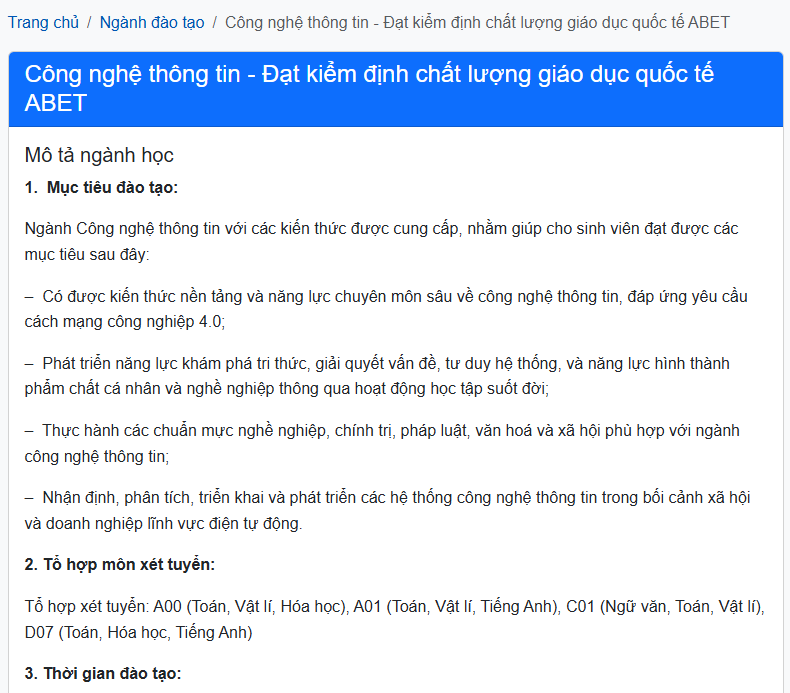 Trang chủ / Ngành đào tạo / Công nghệ thông tin - Đạt kiểm định chất lượng giáo dục quốc tế ABET
Công nghệ thông tin - Đạt kiểm định chất lượng giáo dục quốc tế
ABET
Mô tả ngành học
1. Mục tiêu đào tạo:
Ngành Công nghệ thông tin với các kiến thức được cung cấp, nhằm giúp cho sinh viên đạt được các
mục tiêu sau đây:
– Có được kiến thức nền tảng và năng lực chuyên môn sâu về công nghệ thông tin, đáp ứng yêu cầu
cách mạng công nghiệp 4.0;
– Phát triển năng lực khám phá tri thức, giải quyết vấn đề, tư duy hệ thống, và năng lực hình thành
phẩm chất cá nhân và nghề nghiệp thông qua hoạt động học tập suốt đời;
– Thực hành các chuẩn mực nghề nghiệp, chính trị, pháp luật, văn hoá và xã hội phù hợp với ngành
công nghệ thông tin;
– Nhận định, phân tích, triển khai và phát triển các hệ thống công nghệ thông tin trong bối cảnh xã hội
và doanh nghiệp lĩnh vực điện tự động.
2. Tổ hợp môn xét tuyển:
Tổ hợp xét tuyển: A00 (Toán, Vật lí, Hóa học), A01 (Toán, Vật lí, Tiếng Anh), C01 (Ngữ văn, Toán, Vật lí),
D07 (Toán, Hóa học, Tiếng Anh)
3. Thời gian đào tạo: